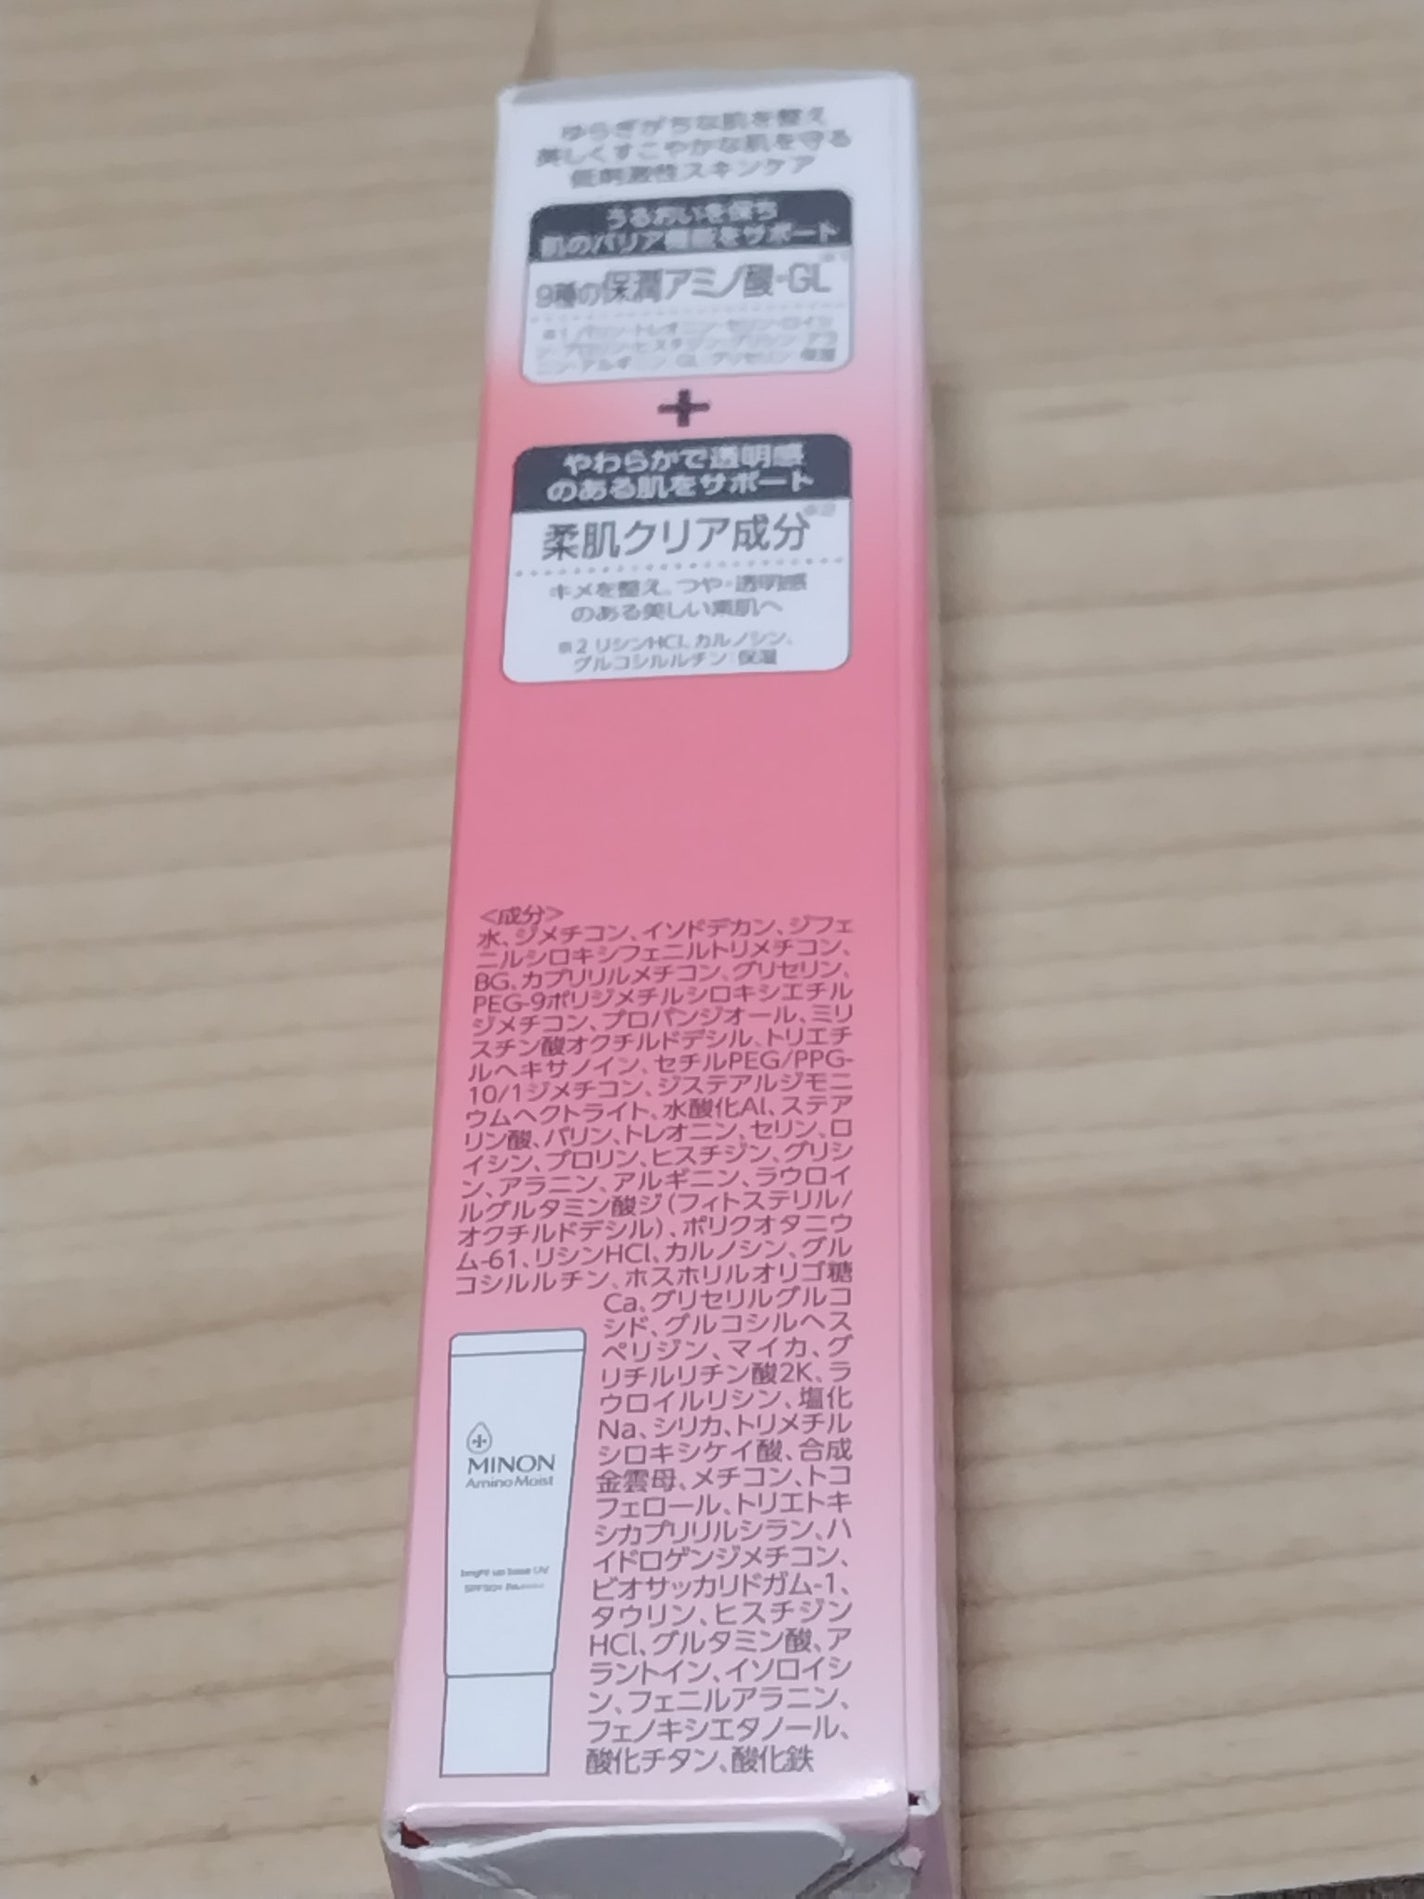 ゆらぎがちな肌を整え
美しくすこやかな肌を守る
低刺激性スキンケア
うるおいを保ち
肌のバリア機能をサポート
9種の保潤アミノ酸・GL
+
やわらかで透明感
のある肌をサポート
柔肌クリア成分※2
キメを整え、つや・透明感
のある美しい素肌へ
※2 リシンHCl、カルノシン、
グルコシルルチン：保湿
<成分>
水、ジメチコン、イソドデカン、ジフェ
ニルシロキシフェニルトリメチコン、
BG、カプリリルメチコン、グリセリン、
PEG-9ポリジメチルシロキシエチル
ジメチコン、プロパンジオール、ミリ
スチン酸オクチルドデシル、トリエチ
ルヘキサノイン、セチルPEG/PPG-
10/1ジメチコン、ジステアルジモニ
ウムヘクトライト、水酸化Al、ステア
リン酸、バリン、トレオニン、セリン、ロ
イシン、プロリン、ヒスチジン、グリシ
ン、アラニン、アルギニン、ラウロイ
ルグルタミン酸ジ(フィトステリル/
オクチルドデシル)、ポリクオタニウ
ム-61、リシンHCl、カルノシン、グル
コシルルチン、ホスホリルオリゴ糖
Ca、グリセリルグルコ
シド、グルコシルヘス
ペリジン、マイカ、グ
リチルリチン酸2K、ラ
ウロイルリシン、塩化
Na、シリカ、トリメチル
シロキシケイ酸、合成
金雲母、メチコン、トコ
フェロール、トリエトキ
シカプリリルシラン、ハ
イドロゲンジメチコン、
ビオサッカリドガム-1、
タウリン、ヒスチジン
HCl、グルタミン酸、ア
ラントイン、イソロイシ
ン、フェニルアラニン、
フェノキシエタノール、
酸化チタン、酸化鉄
MINON
Amino Moist
bright up base UV